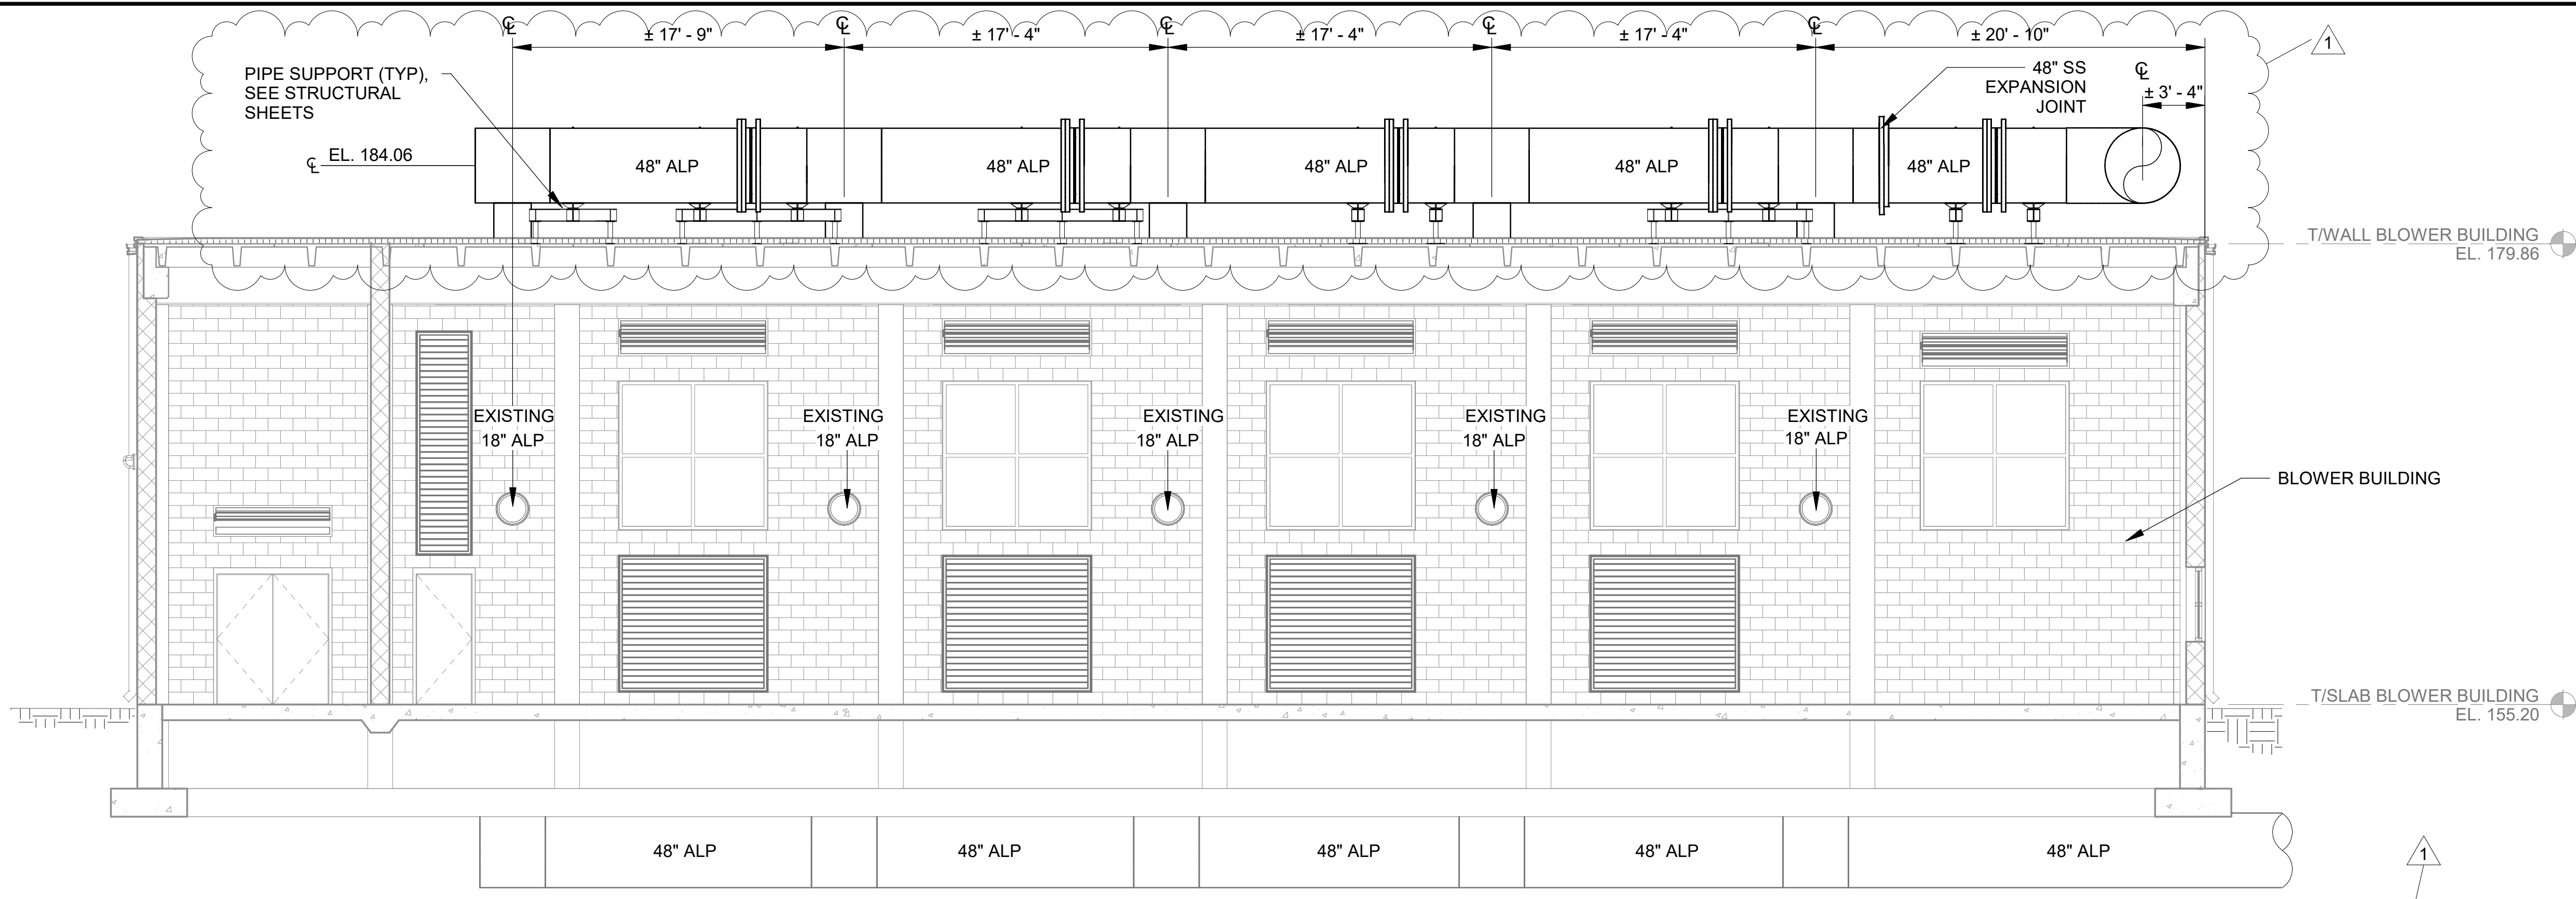 ℄ ℄ ℄ ℄ ℄
± 17' - 9" ± 17' - 4" ± 17' - 4" ± 17' - 4" ± 20' - 10"
1
PIPE SUPPORT (TYP),
SEE STRUCTURAL
SHEETS
48" SS
EXPANSION
JOINT
℄
± 3' - 4"
℄ EL. 184.06
48" ALP 48" ALP 48" ALP 48" ALP 48" ALP
T/WALL BLOWER BUILDING
EL. 179.86
EXISTING
18" ALP
EXISTING
18" ALP
EXISTING
18" ALP
EXISTING
18" ALP
EXISTING
18" ALP
BLOWER BUILDING
T/SLAB BLOWER BUILDING
EL. 155.20
48" ALP 48" ALP 48" ALP 48" ALP 48" ALP
1